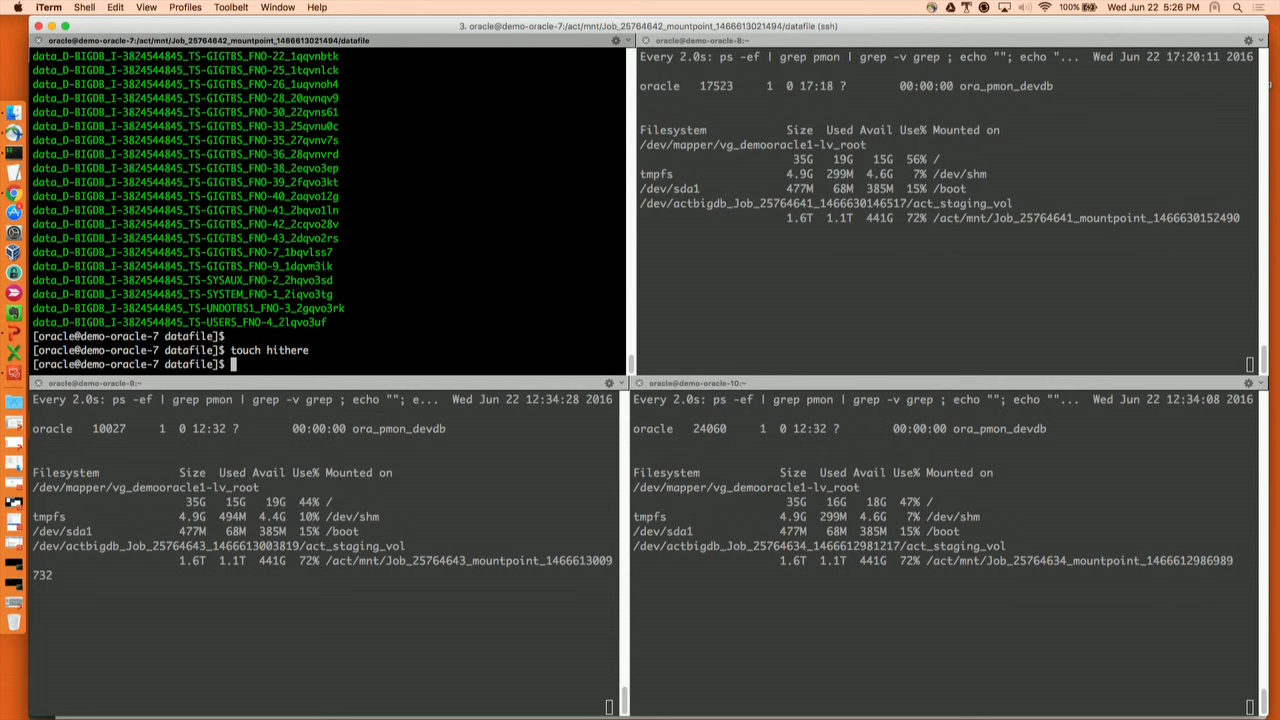 iTerm Shell Edit View Profiles Toolbelt Window Help 100% Wed Jun 22 5:26 PM
3. oracle@demo-oracle-7:/act/mnt/Job_25764642_mountpoint_1466613021494/datafile (ssh)
oracle@demo-oracle-7:/act/mnt/Job_25764642_mountpoint_1466613021494/datafile
data_D-BIGDB_I-3824544845_TS-GIGTBS_FNO-22_1qqvnbtk
data_D-BIGDB_I-3824544845_TS-GIGTBS_FNO-25_1tqvnlck
data_D-BIGDB_I-3824544845_TS-GIGTBS_FNO-26_1uqvnoh4
data_D-BIGDB_I-3824544845_TS-GIGTBS_FNO-28_20qvnqv9
data_D-BIGDB_I-3824544845_TS-GIGTBS_FNO-30_22qvns61
data_D-BIGDB_I-3824544845_TS-GIGTBS_FNO-33_25qvnu0c
data_D-BIGDB_I-3824544845_TS-GIGTBS_FNO-35_27qvnv7s
data_D-BIGDB_I-3824544845_TS-GIGTBS_FNO-36_28qvnvrd
data_D-BIGDB_I-3824544845_TS-GIGTBS_FNO-38_2eqvo3ep
data_D-BIGDB_I-3824544845_TS-GIGTBS_FNO-39_2fqvo3kt
data_D-BIGDB_I-3824544845_TS-GIGTBS_FNO-40_2aqvo12g
data_D-BIGDB_I-3824544845_TS-GIGTBS_FNO-41_2bqvo1ln
data_D-BIGDB_I-3824544845_TS-GIGTBS_FNO-42_2cqvo28v
data_D-BIGDB_I-3824544845_TS-GIGTBS_FNO-43_2dqvo2rs
data_D-BIGDB_I-3824544845_TS-GIGTBS_FNO-7_1bqvlss7
data_D-BIGDB_I-3824544845_TS-GIGTBS_FNO-9_1dqvm3ik
data_D-BIGDB_I-3824544845_TS-SYSAUX_FNO-2_2hqvo3sd
data_D-BIGDB_I-3824544845_TS-SYSTEM_FNO-1_2iqvo3tg
data_D-BIGDB_I-3824544845_TS-UNDOTBS1_FNO-3_2gqvo3rk
data_D-BIGDB_I-3824544845_TS-USERS_FNO-4_2lqvo3uf
[oracle@demo-oracle-7 datafile]$
[oracle@demo-oracle-7 datafile]$ touch hithere
[oracle@demo-oracle-7 datafile]$
oracle@demo-oracle-8:~
Every 2.0s: ps -ef | grep pmon | grep -v grep ; echo ""; echo "... Wed Jun 22 17:20:11 2016
oracle 17523 1 0 17:18 ? 00:00:00 ora_pmon_devdb
Filesystem Size Used Avail Use% Mounted on
/dev/mapper/vg_demooracle1-lv_root
35G 19G 15G 56% /
tmpfs 4.9G 299M 4.6G 7% /dev/shm
/dev/sda1 477M 68M 385M 15% /boot
/dev/actbigdb_Job_25764641_1466630146517/act_staging_vol
1.6T 1.1T 441G 72% /act/mnt/Job_25764641_mountpoint_1466630152490
oracle@demo-oracle-9:~
Every 2.0s: ps -ef | grep pmon | grep -v grep ; echo ""; e... Wed Jun 22 12:34:28 2016
oracle 10027 1 0 12:32 ? 00:00:00 ora_pmon_devdb
Filesystem Size Used Avail Use% Mounted on
/dev/mapper/vg_demooracle1-lv_root
35G 15G 19G 44% /
tmpfs 4.9G 494M 4.4G 10% /dev/shm
/dev/sda1 477M 68M 385M 15% /boot
/dev/actbigdb_Job_25764643_1466613003819/act_staging_vol
1.6T 1.1T 441G 72% /act/mnt/Job_25764643_mountpoint_1466613009
732
oracle@demo-oracle-10:~
Every 2.0s: ps -ef | grep pmon | grep -v grep ; echo ""; echo ""... Wed Jun 22 12:34:08 2016
oracle 24060 1 0 12:32 ? 00:00:00 ora_pmon_devdb
Filesystem Size Used Avail Use% Mounted on
/dev/mapper/vg_demooracle1-lv_root
35G 16G 18G 47% /
tmpfs 4.9G 299M 4.6G 7% /dev/shm
/dev/sda1 477M 68M 385M 15% /boot
/dev/actbigdb_Job_25764634_1466612981217/act_staging_vol
1.6T 1.1T 441G 72% /act/mnt/Job_25764634_mountpoint_1466612986989